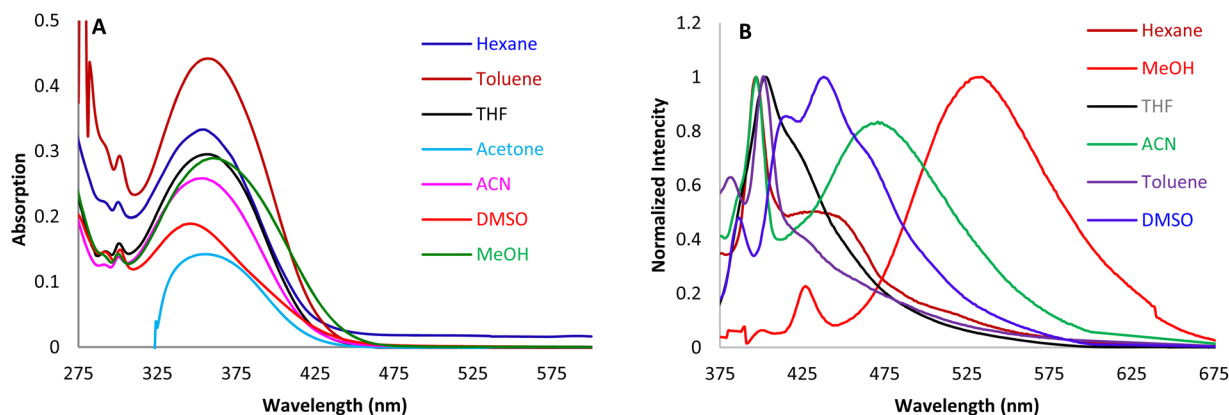 A
0.5
0.4
0.3
0.2
0.1
0
Absorption
275 325 375 425 475 525 575
Wavelength (nm)
Hexane
Toluene
THF
Acetone
ACN
DMSO
MeOH
B
1.2
1
0.8
0.6
0.4
0.2
0
Normalized Intencity
375 425 475 525 575 625 675
Wavelength (nm)
Hexane
MeOH
THF
ACN
Toluene
DMSO